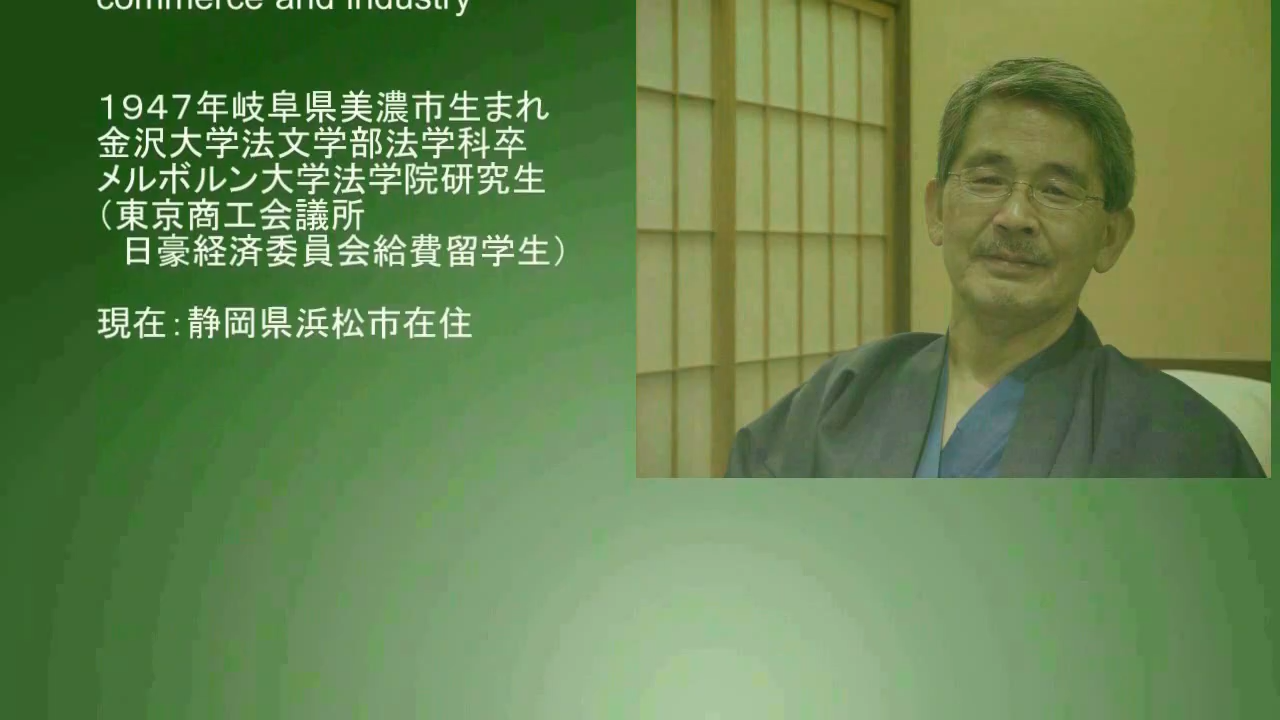 commerce and industry
１９４７年岐阜県美濃市生まれ
金沢大学法文学部法学科卒
メルボルン大学法学院研究生
（東京商工会議所
日豪経済委員会給費留学生）
現在：静岡県浜松市在住